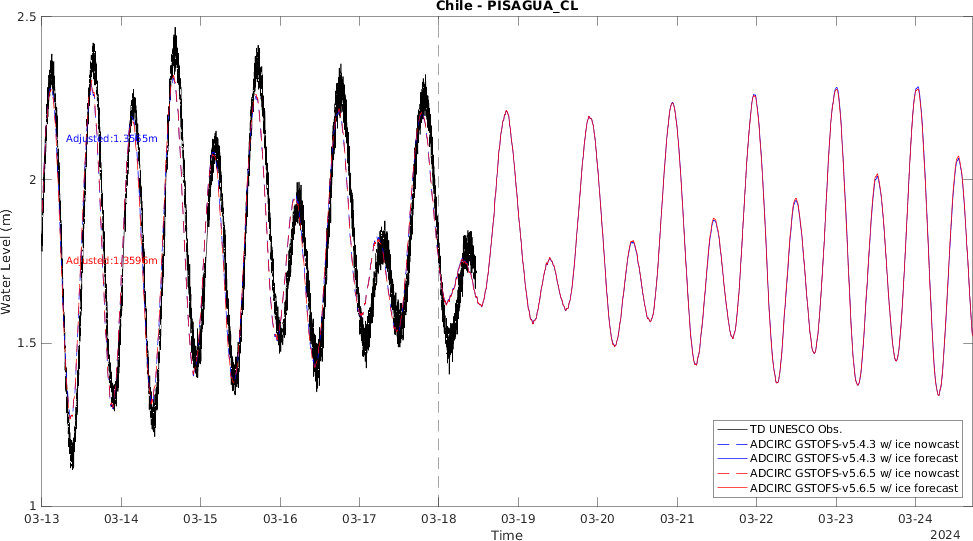 Chile - PISAGUA_CL
2.5
2
1.5
1
Water Level (m)
Adjusted:1.3565m
Adjusted:1.3596m
TD UNESCO Obs.
ADCIRC GSTOFS-v5.4.3 w/ ice nowcast
ADCIRC GSTOFS-v5.4.3 w/ ice forecast
ADCIRC GSTOFS-v5.6.5 w/ ice nowcast
ADCIRC GSTOFS-v5.6.5 w/ ice forecast
03-13 03-14 03-15 03-16 03-17 03-18 03-19 03-20 03-21 03-22 03-23 03-24
Time
2024